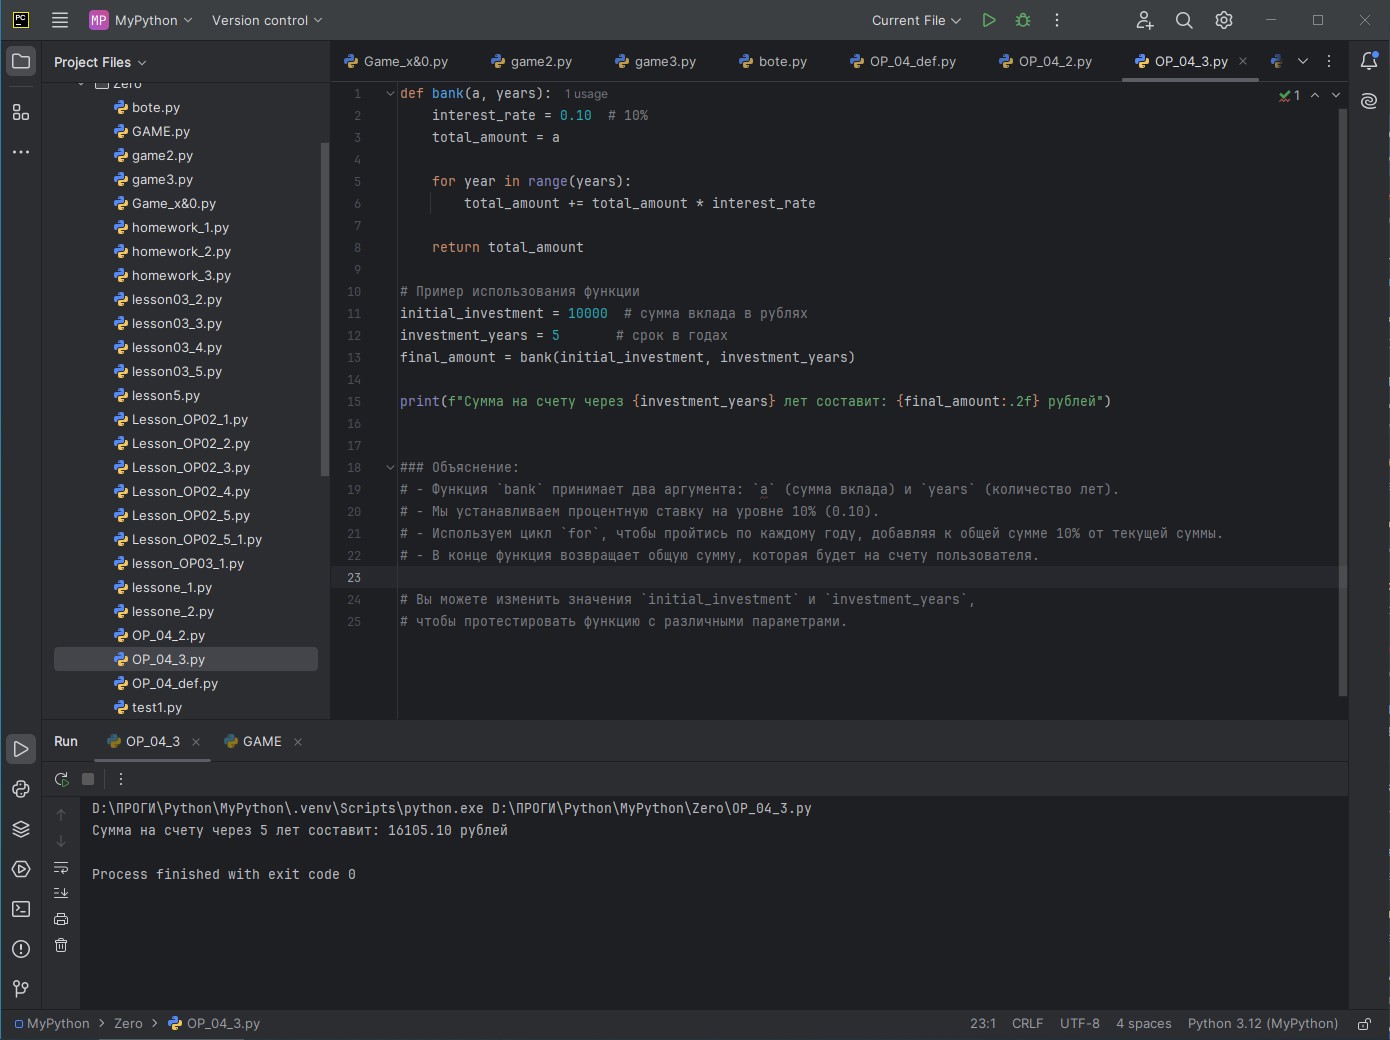 PC
MP MyPython Version control Current File
Project Files
Game_x&0.py game2.py game3.py bote.py OP_04_def.py OP_04_2.py OP_04_3.py
Zero
bote.py
GAME.py
game2.py
game3.py
Game_x&0.py
homework_1.py
homework_2.py
homework_3.py
lesson03_2.py
lesson03_3.py
lesson03_4.py
lesson03_5.py
lesson5.py
Lesson_OP02_1.py
Lesson_OP02_2.py
Lesson_OP02_3.py
Lesson_OP02_4.py
Lesson_OP02_5.py
Lesson_OP02_5_1.py
lesson_OP03_1.py
lessone_1.py
lessone_2.py
OP_04_2.py
OP_04_3.py
OP_04_def.py
test1.py
1 def bank(a, years): 1 usage
2 interest_rate = 0.10 # 10%
3 total_amount = a
4
5 for year in range(years):
6 total_amount += total_amount * interest_rate
7
8 return total_amount
9
10 # Пример использования функции
11 initial_investment = 10000 # сумма вклада в рублях
12 investment_years = 5 # срок в годах
13 final_amount = bank(initial_investment, investment_years)
14
15 print(f"Сумма на счету через {investment_years} лет составит: {final_amount:.2f} рублей")
16
17
18 ### Объяснение:
19 # - Функция `bank` принимает два аргумента: `a` (сумма вклада) и `years` (количество лет).
20 # - Мы устанавливаем процентную ставку на уровне 10% (0.10).
21 # - Используем цикл `for`, чтобы пройтись по каждому году, добавляя к общей сумме 10% от текущей суммы.
22 # - В конце функция возвращает общую сумму, которая будет на счету пользователя.
23
24 # Вы можете изменить значения `initial_investment` и `investment_years`,
25 # чтобы протестировать функцию с различными параметрами.
1
Run OP_04_3 GAME
D:\ПРОГИ\Python\MyPython\.venv\Scripts\python.exe D:\ПРОГИ\Python\MyPython\Zero\OP_04_3.py
Сумма на счету через 5 лет составит: 16105.10 рублей
Process finished with exit code 0
MyPython > Zero > OP_04_3.py 23:1 CRLF UTF-8 4 spaces Python 3.12 (MyPython)